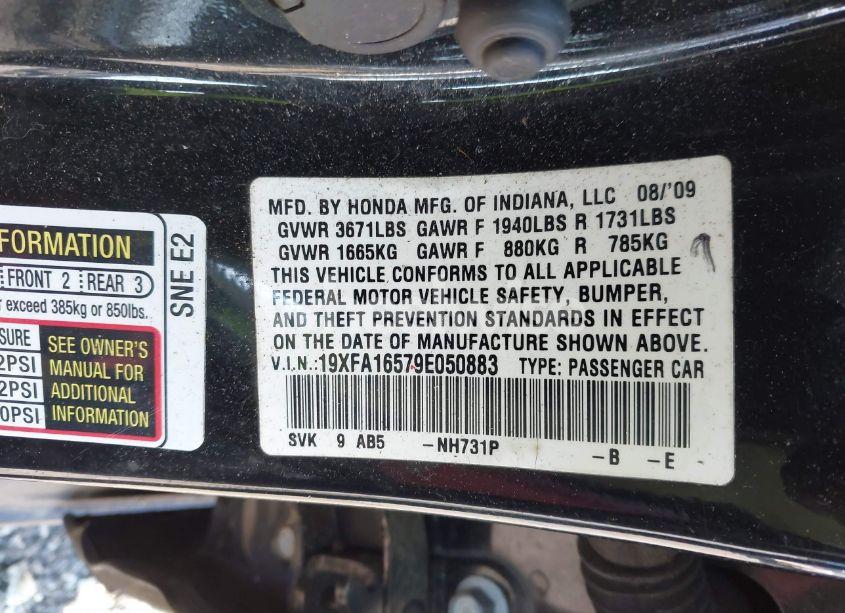 FORMATION
FRONT 2 REAR 3
r exceed 385kg or 850lbs.
SURE
2PSI
2PSI
0PSI
SEE OWNER'S
MANUAL FOR
ADDITIONAL
INFORMATION
SNE E2
MFD. BY HONDA MFG. OF INDIANA, LLC 08/'09
GVWR 3671LBS GAWR F 1940LBS R 1731LBS
GVWR 1665KG GAWR F 880KG R 785KG
THIS VEHICLE CONFORMS TO ALL APPLICABLE
FEDERAL MOTOR VEHICLE SAFETY, BUMPER,
AND THEFT PREVENTION STANDARDS IN EFFECT
ON THE DATE OF MANUFACTURE SHOWN ABOVE.
V.I.N.:19XFA16579E050883 TYPE: PASSENGER CAR
SVK 9 AB5 -NH731P -B -E